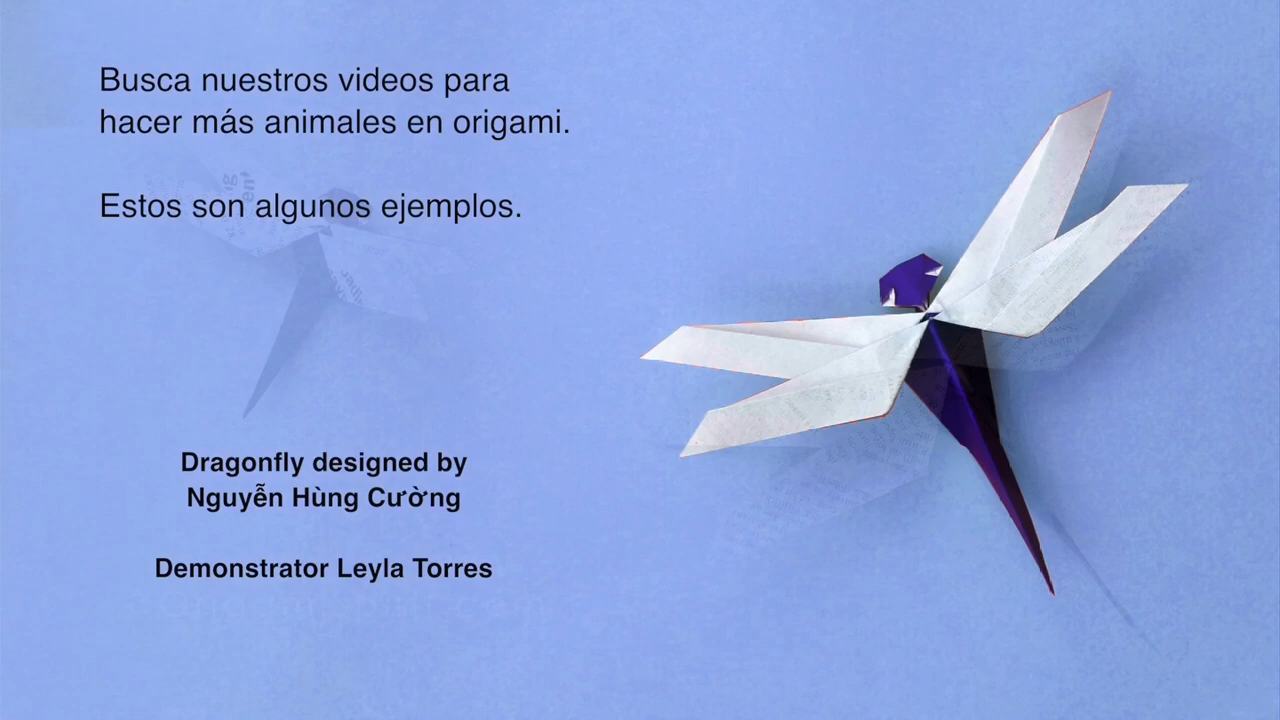 Busca nuestros videos para
hacer más animales en origami.
Estos son algunos ejemplos.
Dragonfly designed by
Nguyễn Hùng Cường
Demonstrator Leyla Torres